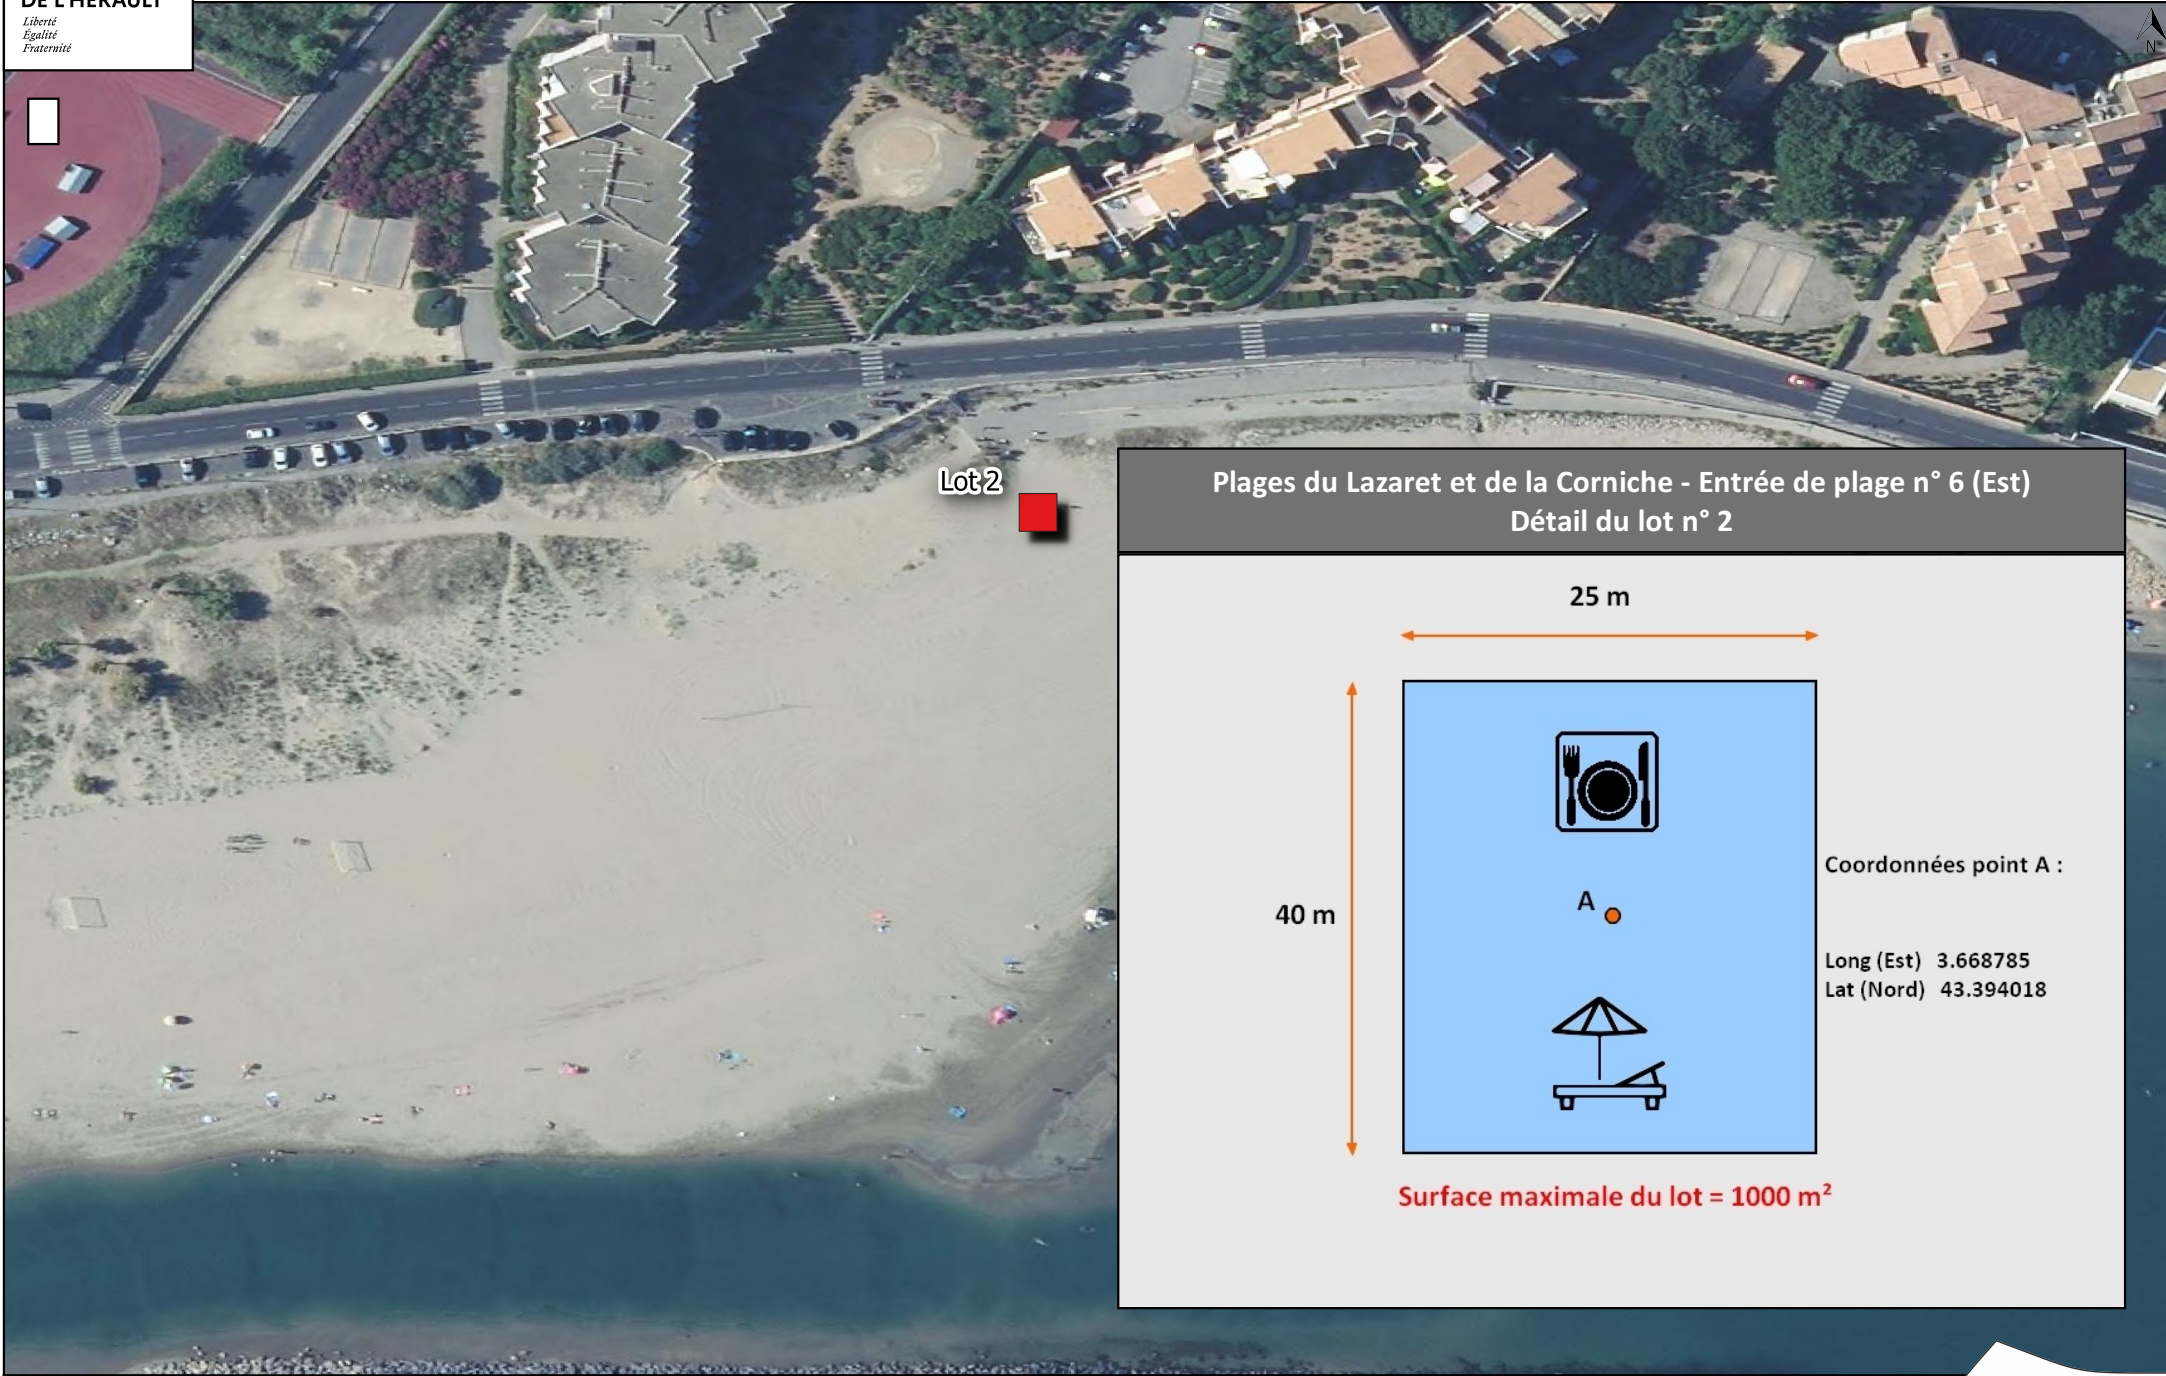 DE L'HÉRAULT
Liberté
Égalité
Fraternité
N
Lot 2
Plages du Lazaret et de la Corniche - Entrée de plage n° 6 (Est)
Détail du lot n° 2
25 m
40 m
A
Coordonnées point A :
Long (Est) 3.668785
Lat (Nord) 43.394018
Surface maximale du lot = 1000 m²